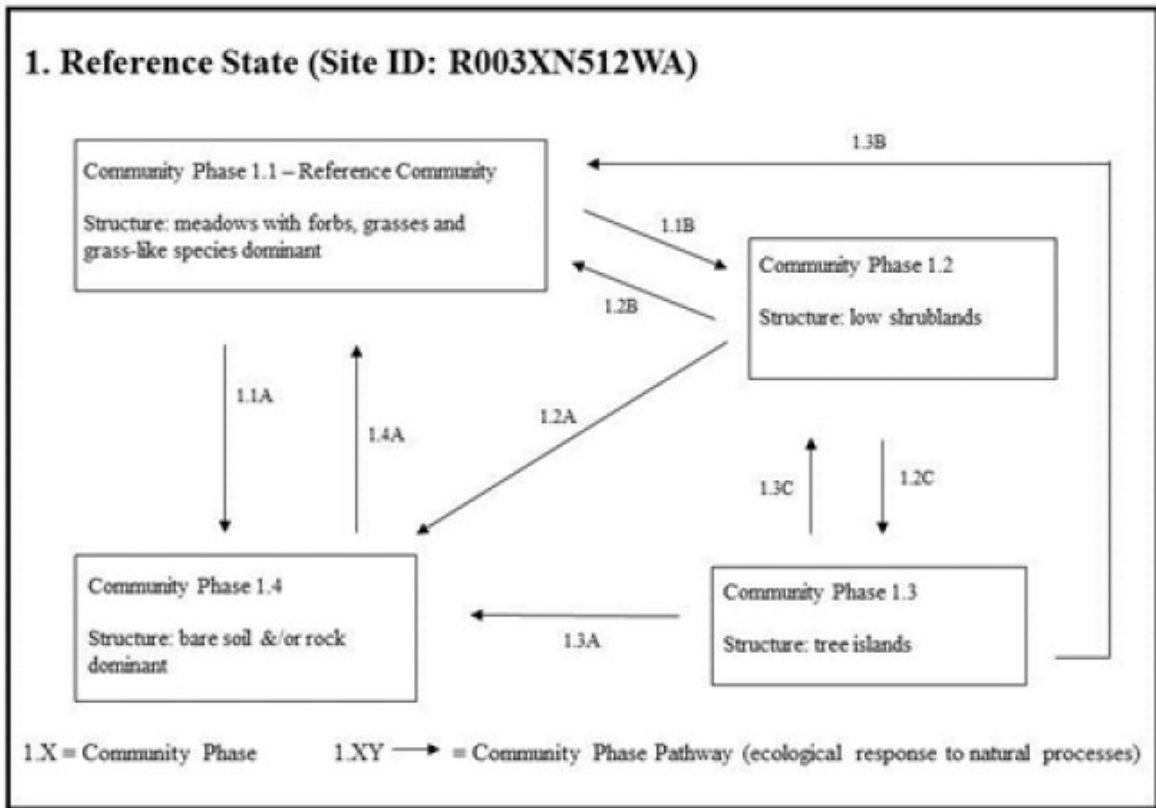 1. Reference State (Site ID: R003XN512WA)
1.3B
Community Phase 1.1 – Reference Community
Structure: meadows with forbs, grasses and
grass-like species dominant
1.1B
Community Phase 1.2
Structure: low shrublands
1.2B
1.1A
1.4A
1.2A
1.3C
1.2C
Community Phase 1.4
Structure: bare soil &/or rock
dominant
1.3A
Community Phase 1.3
Structure: tree islands
1.X = Community Phase
1.XY = Community Phase Pathway (ecological response to natural processes)